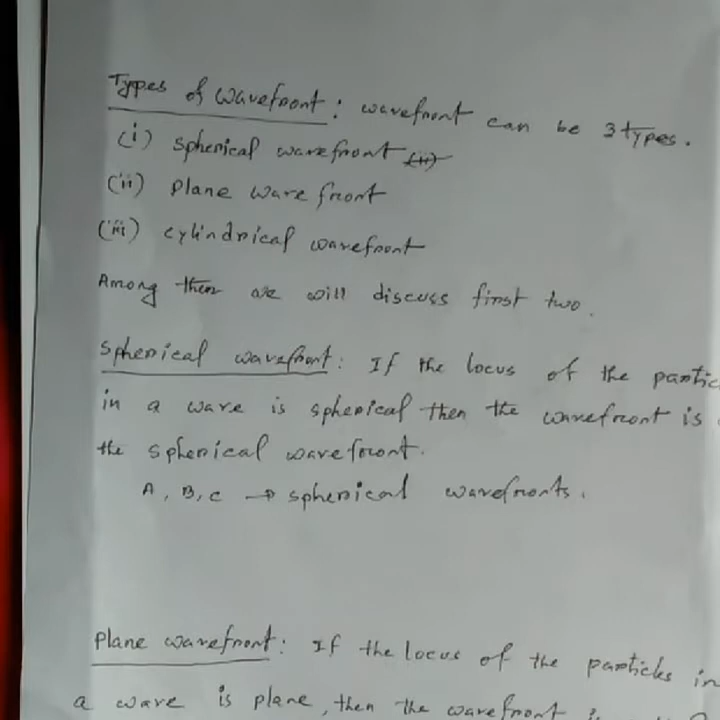 Types of wavefront: wavefront can be 3 types.
(i) spherical wavefront
(ii) plane wave front
(iii) cylindrical wavefront
Among then we will discuss first two.
Spherical wavefront: If the locus of the partic
in a wave is spherical then the wavefront is
the spherical wavefront.
A, B, C → spherical wavefronts.
Plane wavefront: If the locus of the particles in
a wave is plane, then the wavefront